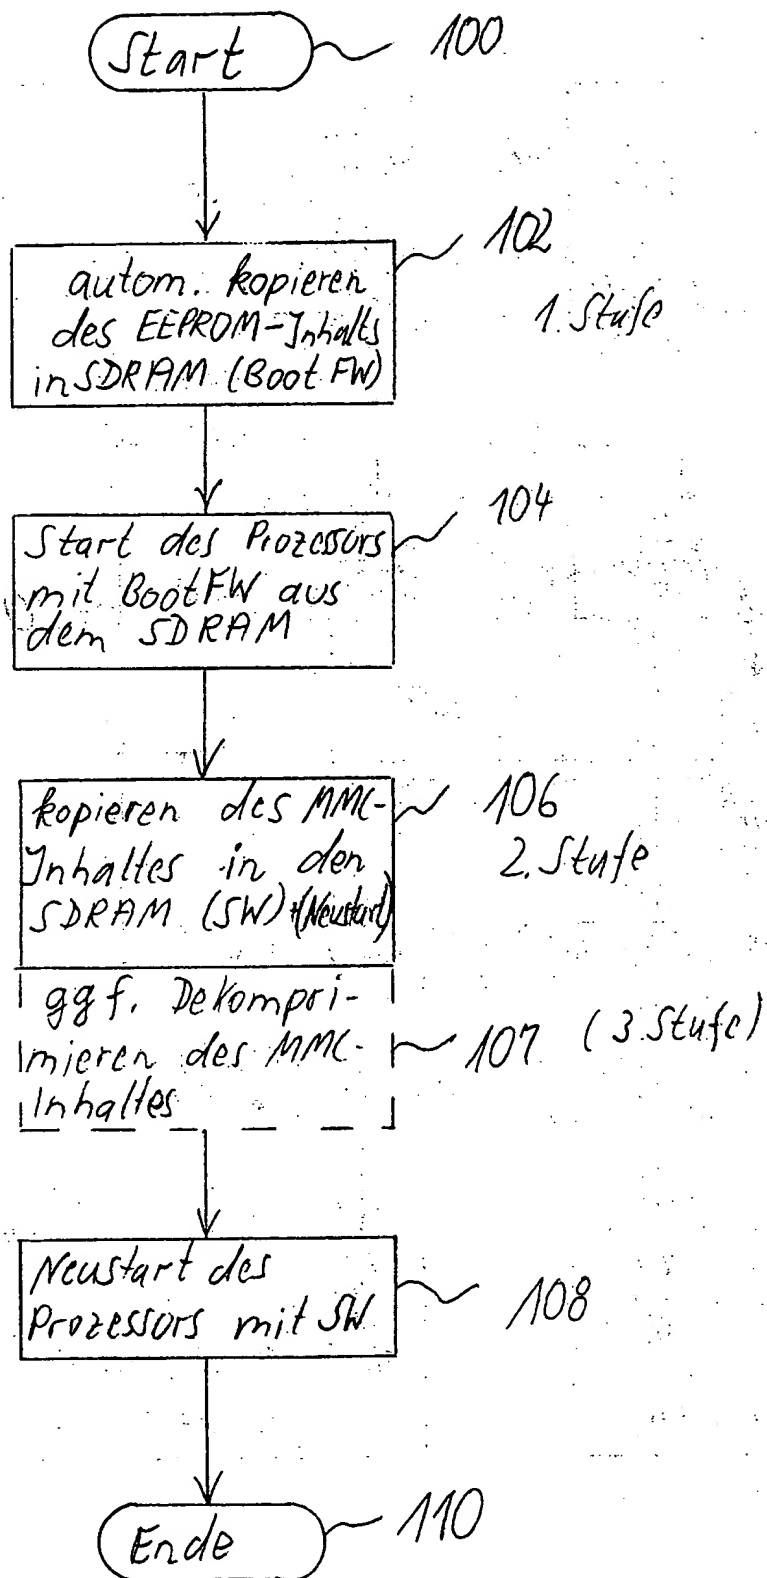 Start
100
autom. kopieren
des EEPROM-Inhalts
in SDRAM (Boot FW)
102
1. Stufe
Start des Prozessors
mit BootFW aus
dem SDRAM
104
kopieren des MMC-
Inhaltes in den
SDRAM (SW) +(Neustart)
106
2. Stufe
ggf. Dekompri-
mieren des MMC-
Inhaltes
107 (3. Stufe)
Neustart des
Prozessors mit SW
108
Ende
110